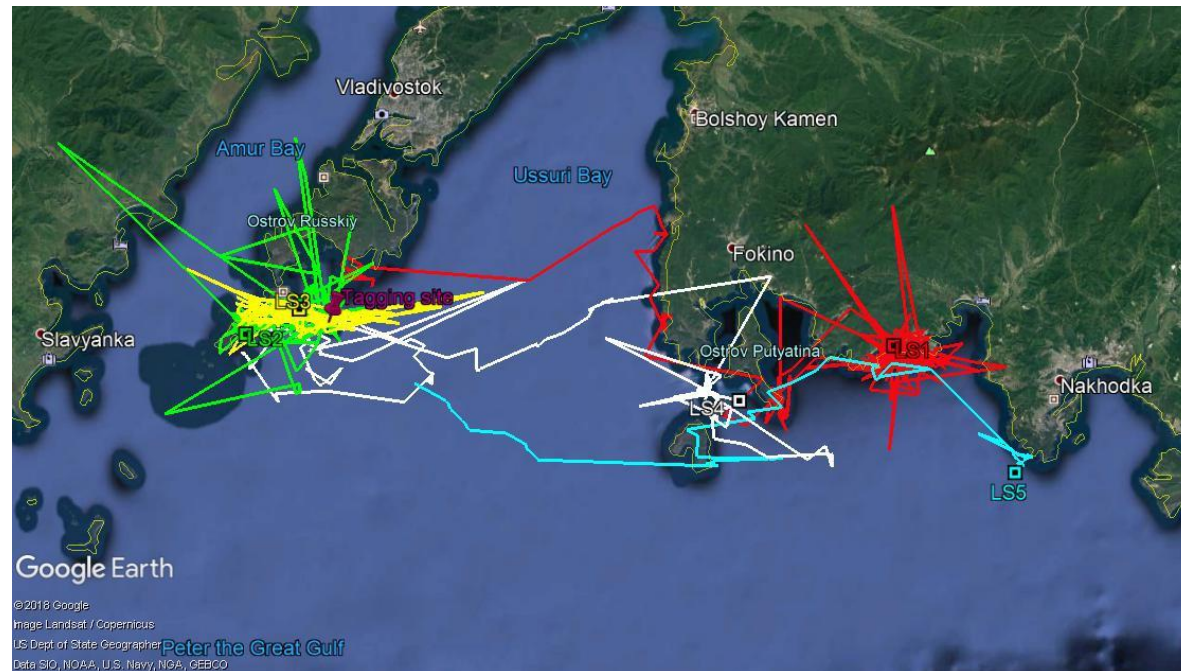 Vladivostok
Bolshoy Kamen
Amur Bay
Ussuri Bay
Ostrov Russkiy
Fokino
LS3
Tagging site
LS2
Slavyanka
Ostrov Putyatina
LS1
Nakhodka
LS4
LS5
Google Earth
©2018 Google
Image Landsat / Copernicus
US Dept of State Geographer
Peter the Great Gulf
Data SIO, NOAA, U.S. Navy, NGA, GEBCO